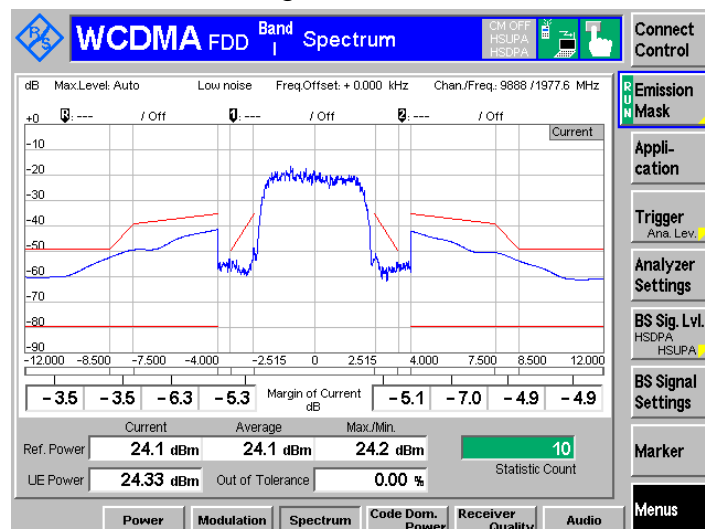 R&S WCDMA FDD Band I Spectrum CM OFF HSUPA HSDPA
Connect Control
dB Max.Level: Auto Low noise Freq.Offset: + 0.000 kHz Chan./Freq.: 9888 / 1977.6 MHz
RUN Emission Mask
+0 R: --- / Off 1: --- / Off 2: --- / Off
Current
-10
-20
-30
-40
-50
-60
-70
-80
-90
-12.000 -8.500 -7.500 -4.000 -2.515 0 2.515 4.000 7.500 8.500 12.000
- 3.5 - 3.5 - 6.3 - 5.3 Margin of Current dB - 5.1 - 7.0 - 4.9 - 4.9
Current Average Max./Min.
Ref. Power 24.1 dBm 24.1 dBm 24.2 dBm 10
Statistic Count
UE Power 24.33 dBm Out of Tolerance 0.00 %
Appli-
cation
Trigger
Ana. Lev.
Analyzer
Settings
BS Sig. Lvl.
HSDPA
HSUPA
BS Signal
Settings
Marker
Menus
Power Modulation Spectrum Code Dom. Power Receiver Quality Audio